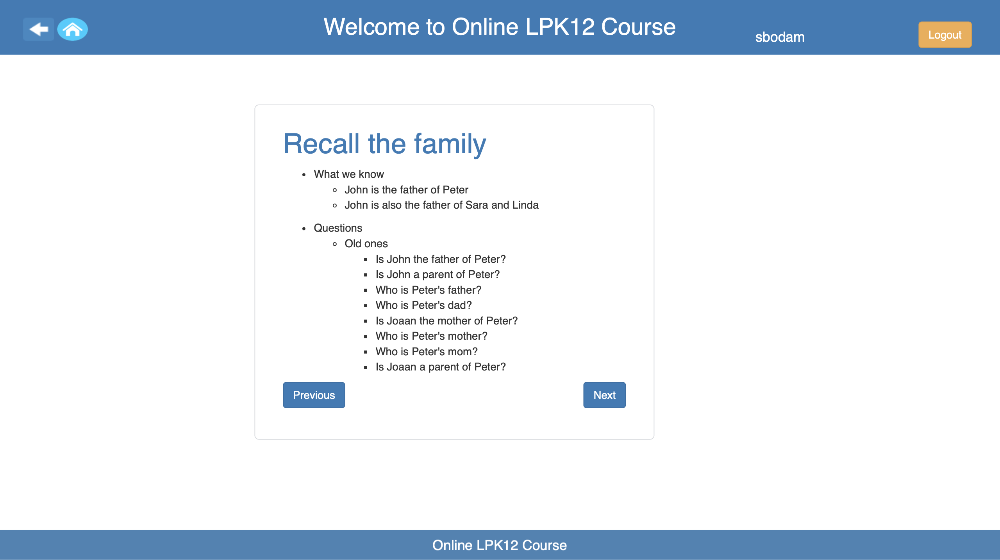 Welcome to Online LPK12 Course
sbodam
Logout
Recall the family
What we know
John is the father of Peter
John is also the father of Sara and Linda
Questions
Old ones
Is John the father of Peter?
Is John a parent of Peter?
Who is Peter's father?
Who is Peter's dad?
Is Joaan the mother of Peter?
Who is Peter's mother?
Who is Peter's mom?
Is Joaan a parent of Peter?
Previous
Next
Online LPK12 Course